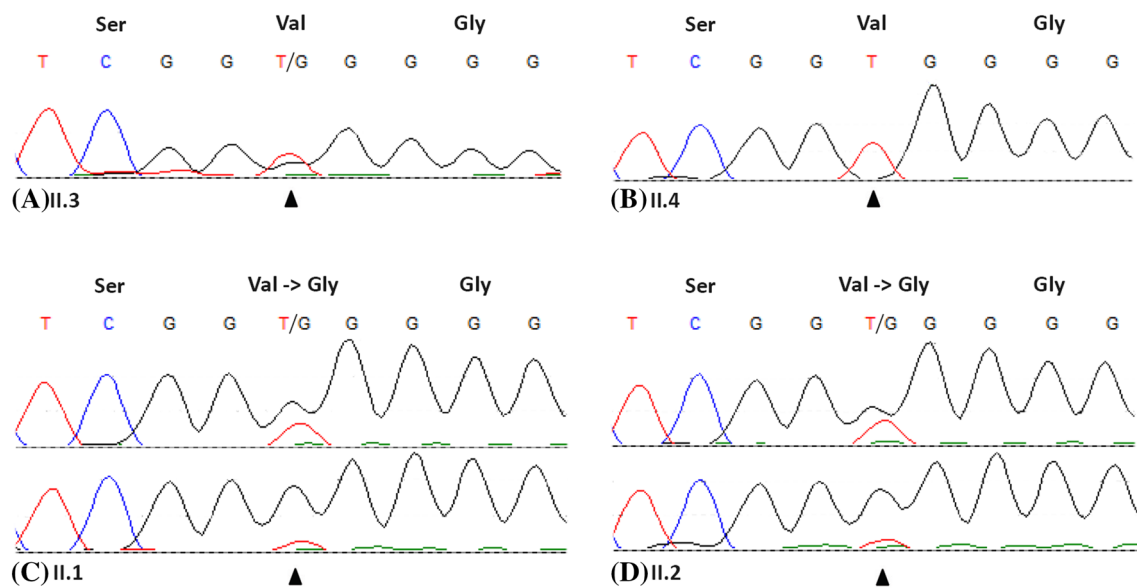 Ser Val Gly
T C G G T/G G G G G
(A) II.3
Ser Val Gly
T C G G T G G G G
(B) II.4
Ser Val -> Gly Gly
T C G G T/G G G G G
(C) II.1
Ser Val -> Gly Gly
T C G G T/G G G G G
(D) II.2